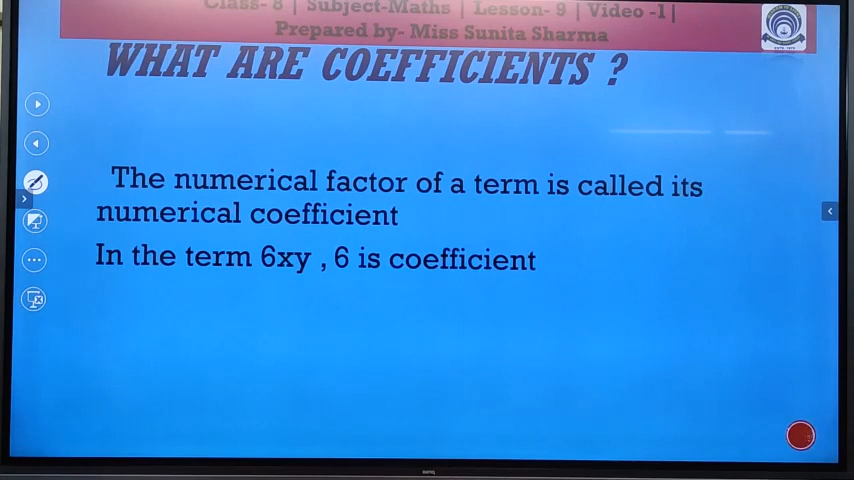 Class- 8 | Subject-Maths | Lesson- 9 | Video -1|
Prepared by- Miss Sunita Sharma
WHAT ARE COEFFICIENTS ?
The numerical factor of a term is called its
numerical coefficient
In the term 6xy , 6 is coefficient